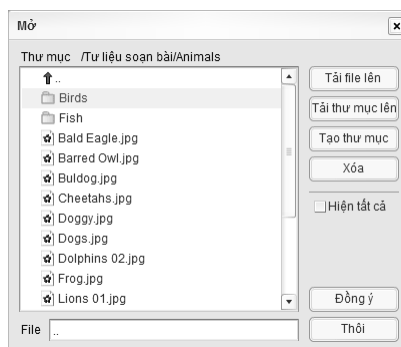 Mở
Thư mục /Tư liệu soạn bài/Animals
..
Birds
Fish
Bald Eagle.jpg
Barred Owl.jpg
Buldog.jpg
Cheetahs.jpg
Doggy.jpg
Dogs.jpg
Dolphins 02.jpg
Frog.jpg
Lions 01.jpg
Tải file lên
Tải thư mục lên
Tạo thư mục
Xóa
Hiện tất cả
Đồng ý
File ..
Thôi